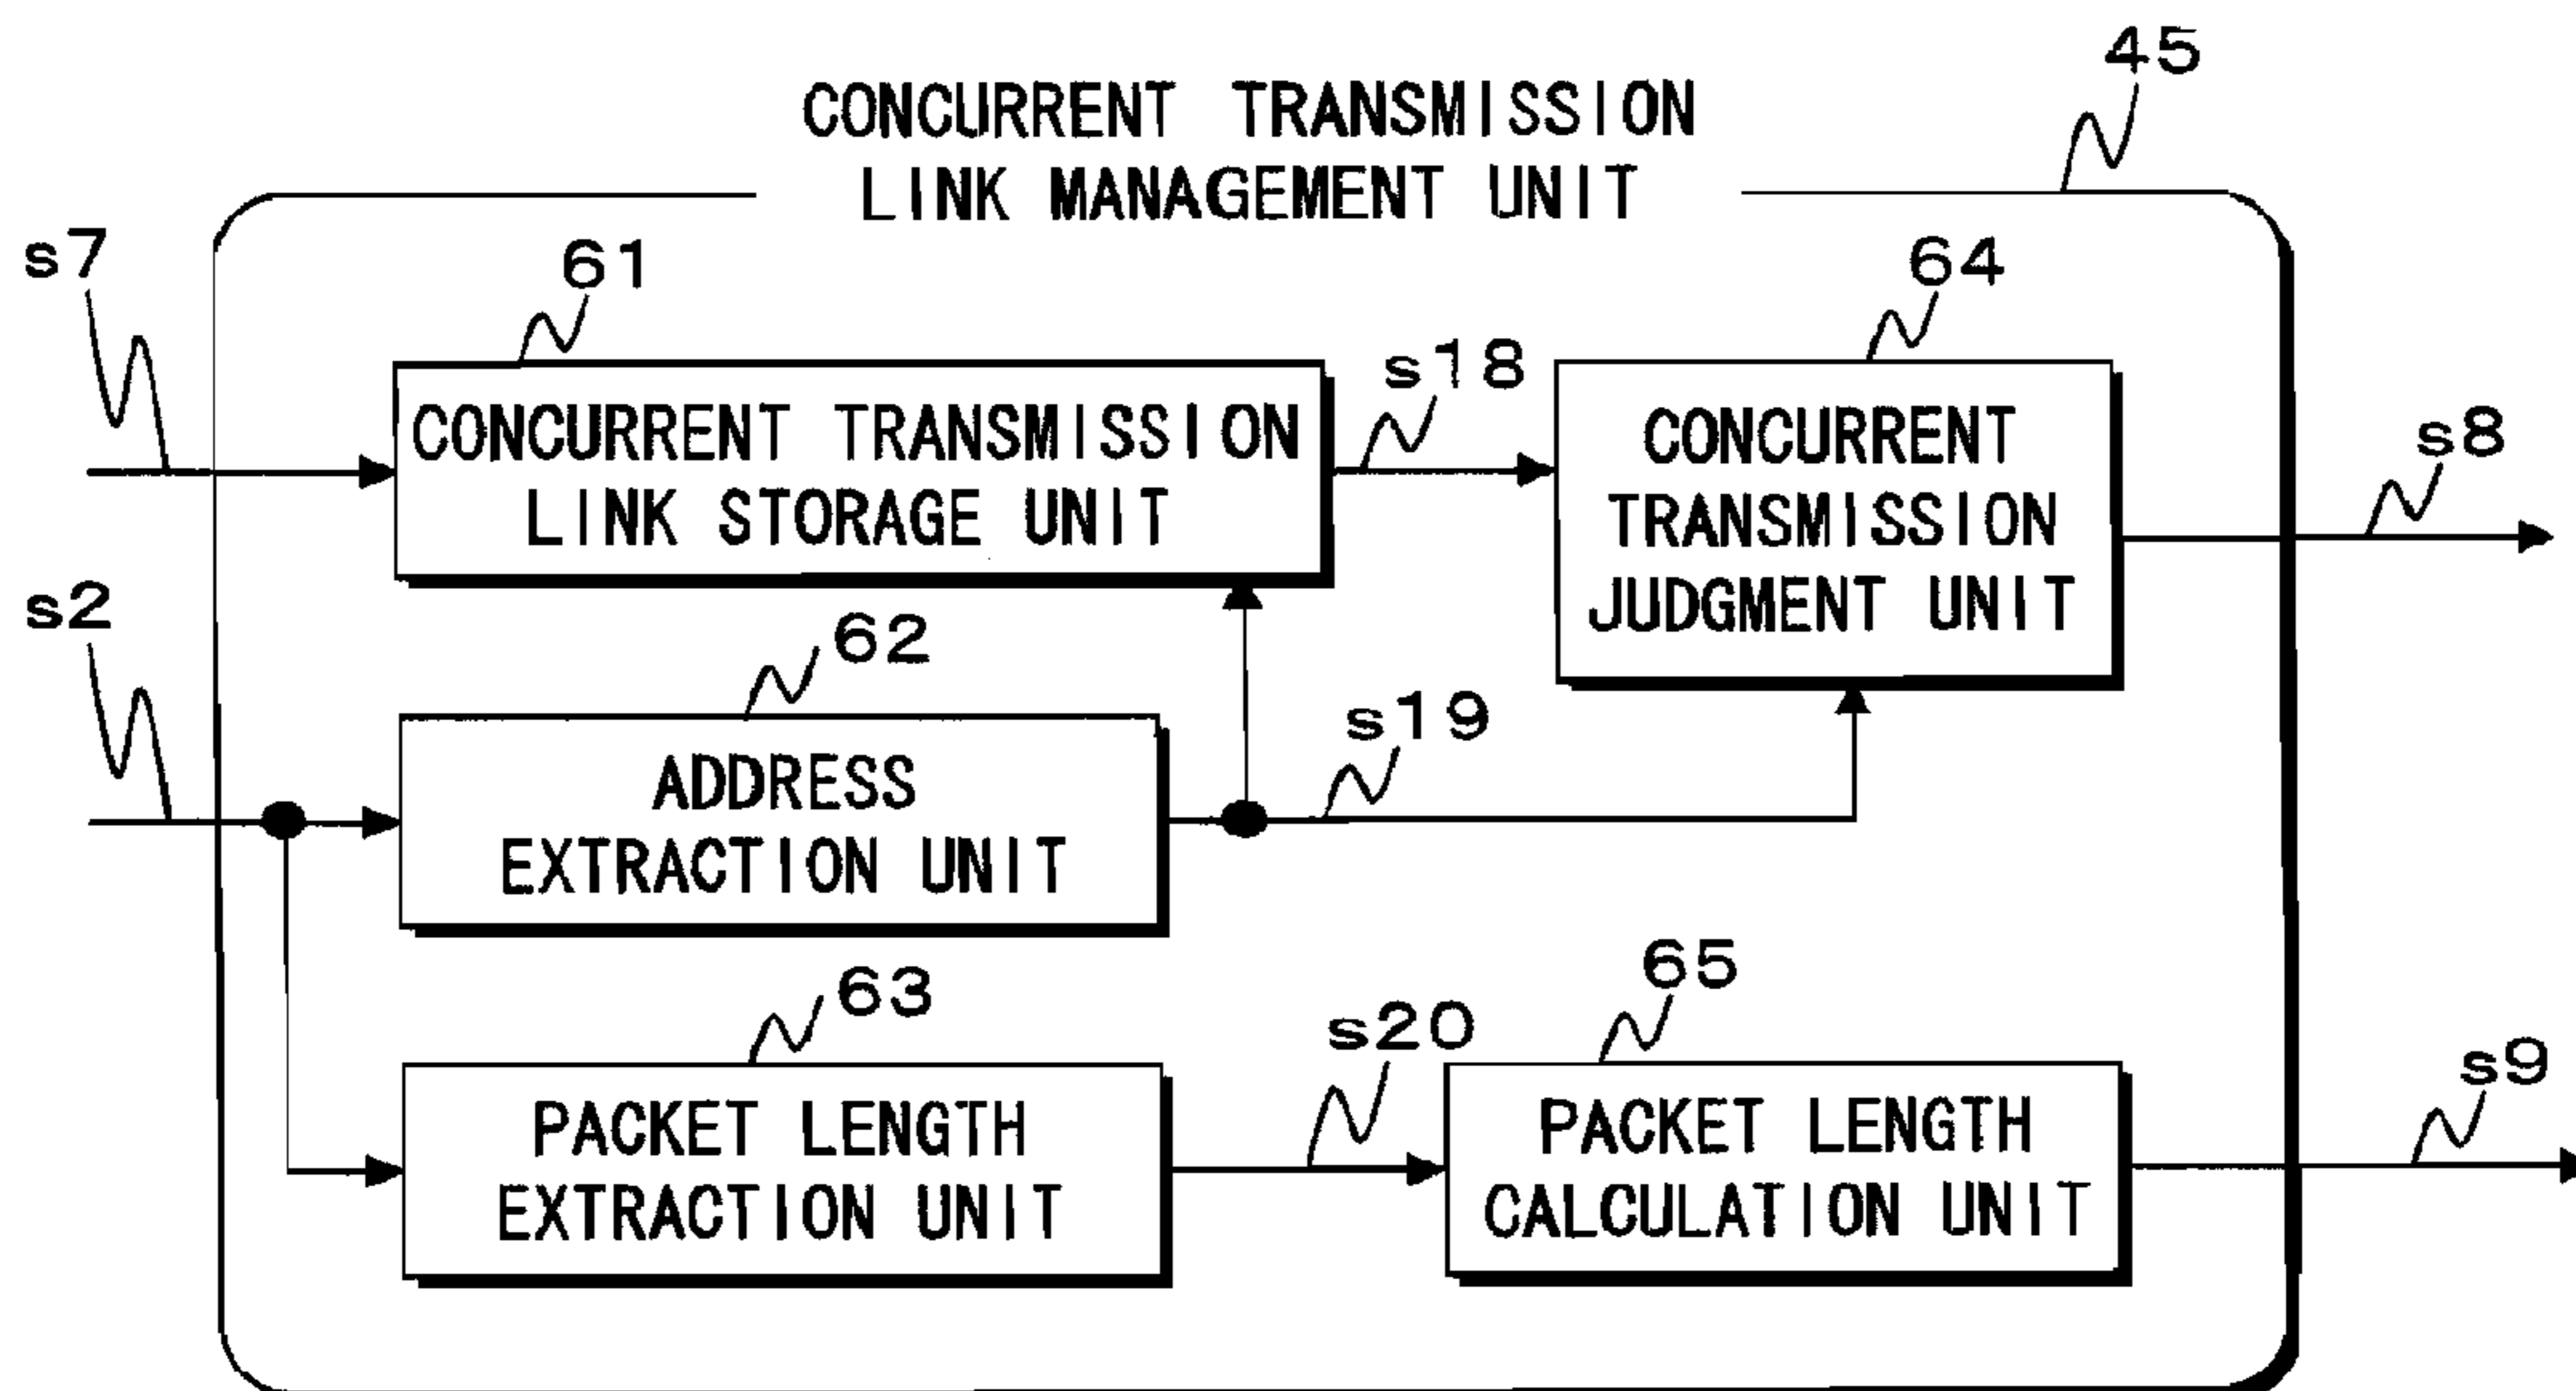 45
CONCURRENT TRANSMISSION
LINK MANAGEMENT UNIT
s7
61
64
s18
CONCURRENT TRANSMISSION
LINK STORAGE UNIT
CONCURRENT
TRANSMISSION
JUDGMENT UNIT
s8
s2
62
s19
ADDRESS
EXTRACTION UNIT
63
65
s20
s9
PACKET LENGTH
EXTRACTION UNIT
PACKET LENGTH
CALCULATION UNIT